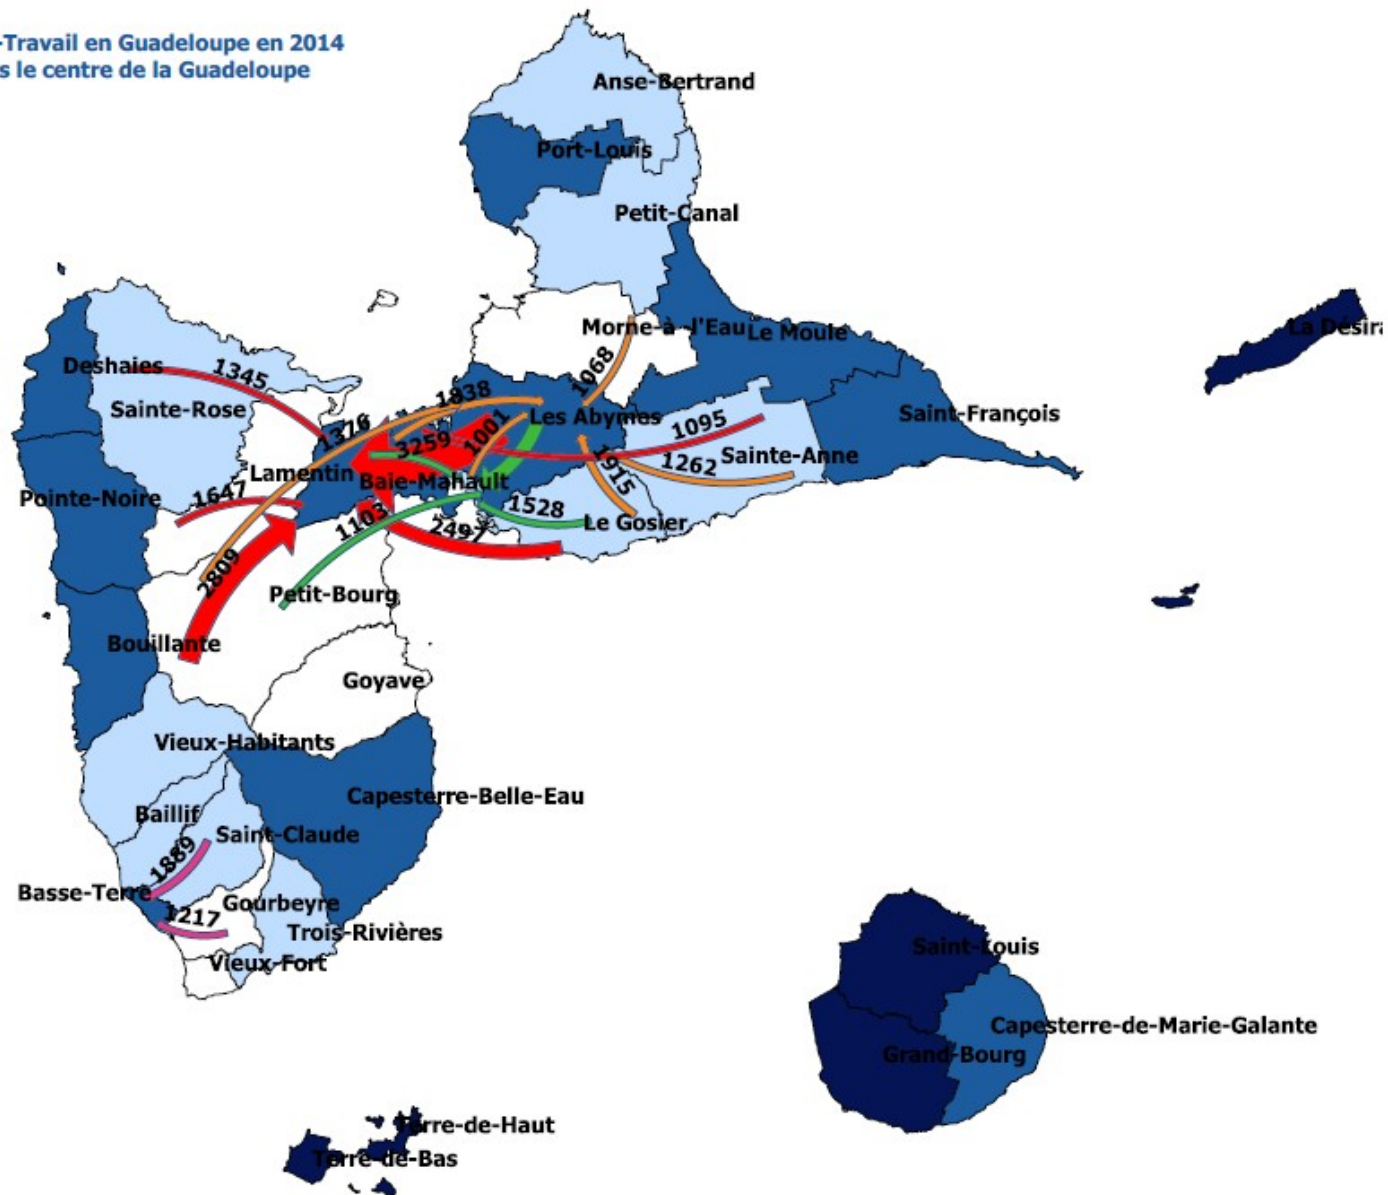 -Travail en Guadeloupe en 2014
s le centre de la Guadeloupe
Anse-Bertrand
Port-Louis
Petit-Canal
Morne-à-l'Eau
Le Moule
La Désira
Deshaies
1345
1838
1068
Sainte-Rose
Les Abymes
Saint-François
1376
3259
1001
1095
Sainte-Anne
1915
1262
Lamentin
Baie-Mahault
Pointe-Noire
1647
1103
1528
Le Gosier
2497
2809
Petit-Bourg
Bouillante
Goyave
Vieux-Habitants
Capesterre-Belle-Eau
Baillif
Saint-Claude
1889
Basse-Terre
1217
Gourbeyre
Trois-Rivières
Vieux-Fort
Saint-Louis
Capesterre-de-Marie-Galante
Grand-Bourg
Terre-de-Haut
Terre-de-Bas